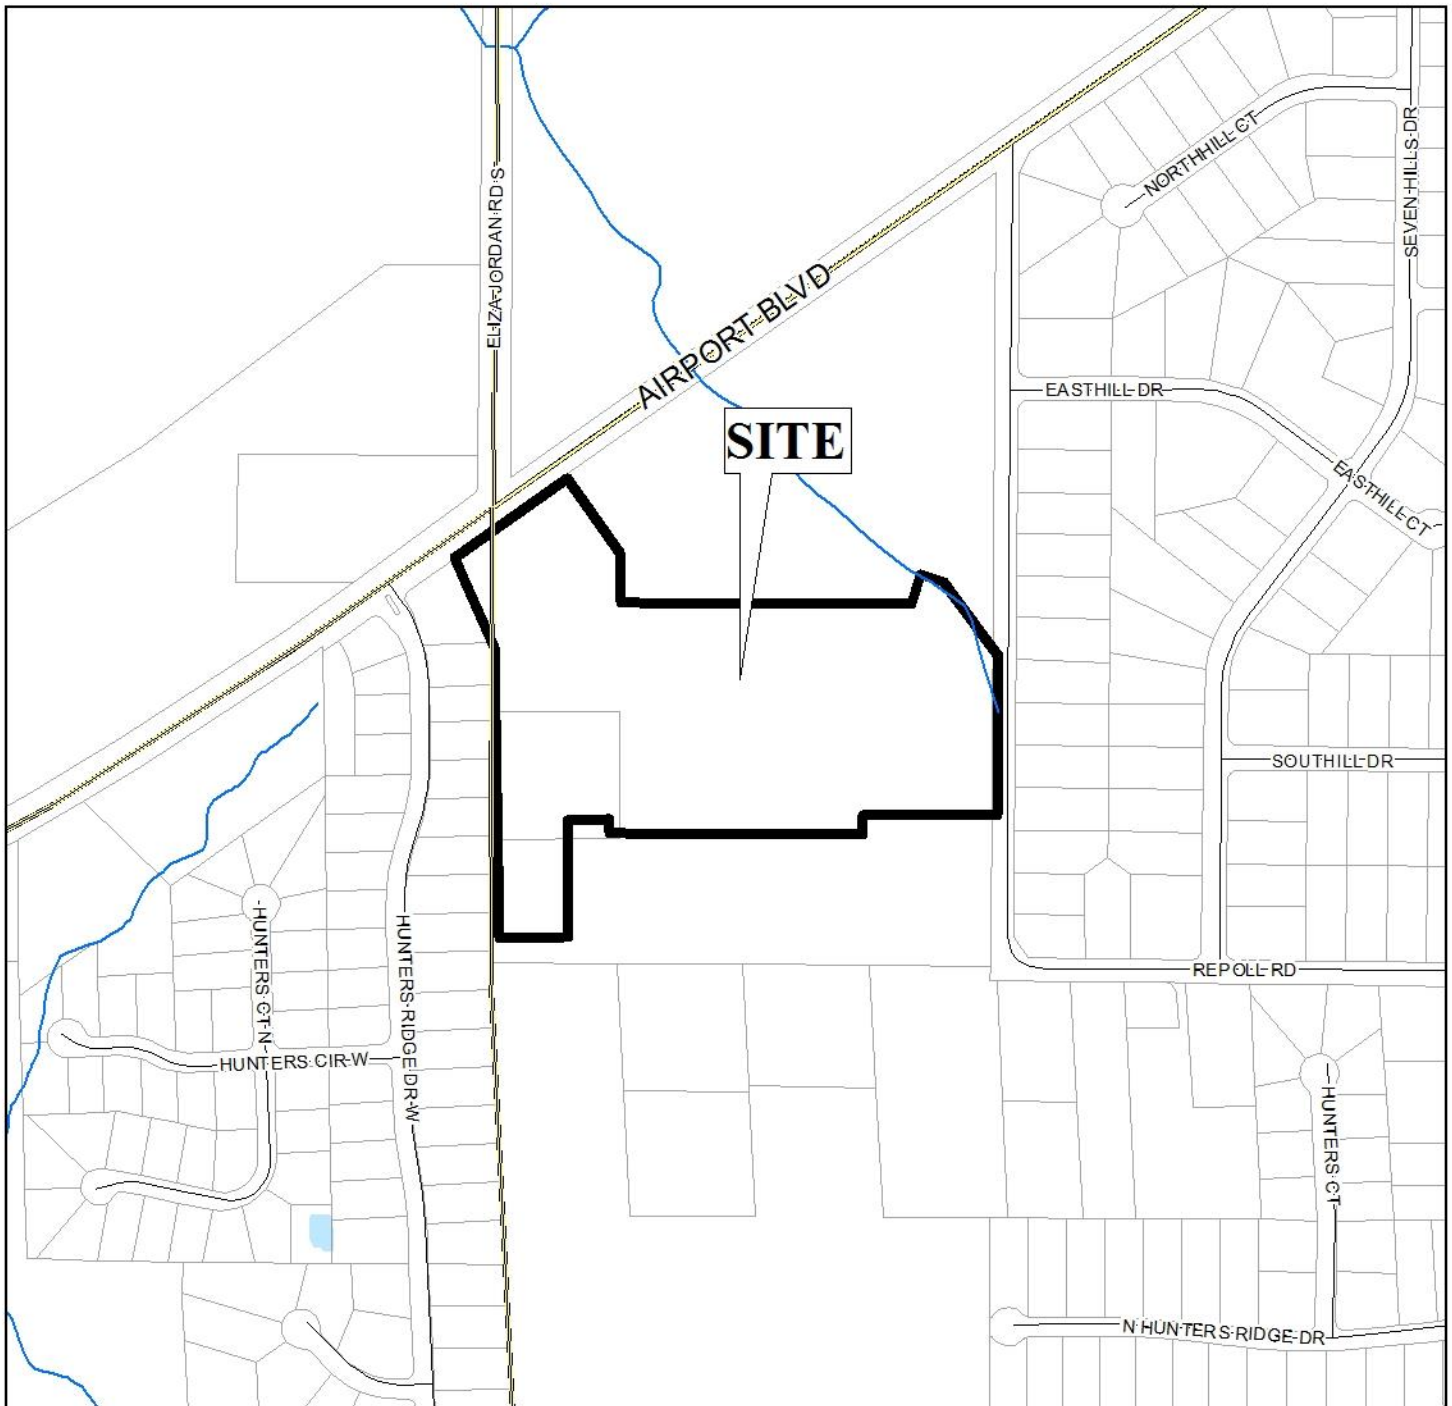 NORTHHILL CT
SEVEN HILLS DR
ELIZA JORDAN RD S
AIRPORT BLVD
EASTHILL DR
SITE
EASTHILL CT
SOUTHILL DR
HUNTERS CT N
HUNTERS RIDGE DR W
REPOLL RD
HUNTERS CIR W
HUNTERS CT
N HUNTERS RIDGE DR